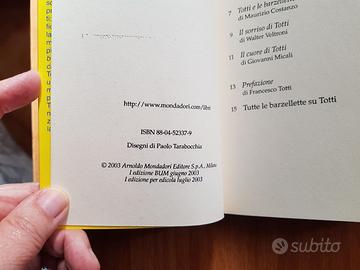 http://www.mondadori.com/libri
ISBN 88-04-52337-9
Disegni di Paolo Tarabocchia
© 2003 Arnoldo Mondadori Editore S.p.A., Milano
I edizione BUM giugno 2003
I edizione per edicola luglio 2003
7 Totti e le barzellette
di Maurizio Costanzo
9 Il sorriso di Totti
di Walter Veltroni
11 Il cuore di Totti
di Giovanni Micali
13 Prefazione
di Francesco Totti
15 Tutte le barzellette su Totti
subito